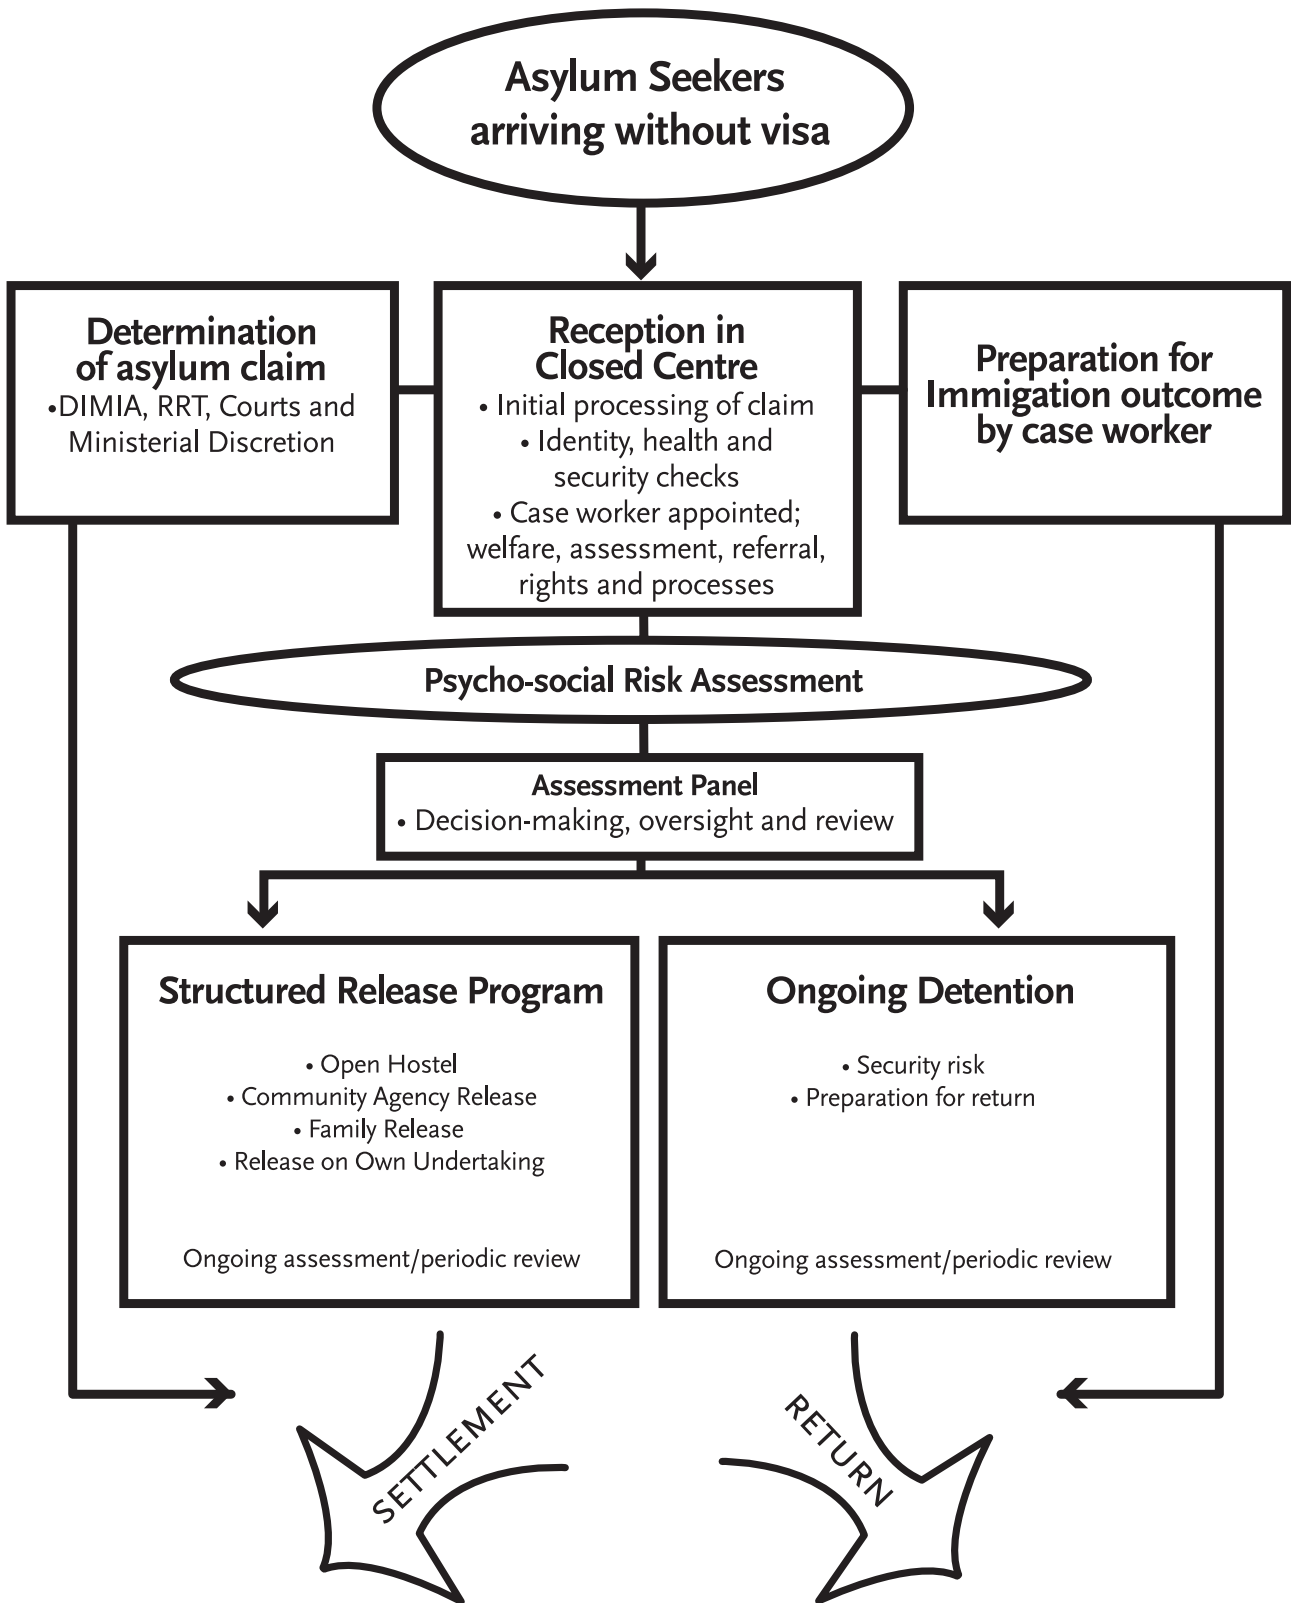 Asylum Seekers
arriving without visa
Determination
of asylum claim
•DIMIA, RRT, Courts and
Ministerial Discretion
Reception in
Closed Centre
• Initial processing of claim
• Identity, health and
security checks
• Case worker appointed;
welfare, assessment, referral,
rights and processes
Preparation for
Immigation outcome
by case worker
Psycho-social Risk Assessment
Assessment Panel
• Decision-making, oversight and review
Structured Release Program
• Open Hostel
• Community Agency Release
• Family Release
• Release on Own Undertaking
Ongoing assessment/periodic review
Ongoing Detention
• Security risk
• Preparation for return
Ongoing assessment/periodic review
SETTLEMENT
RETURN